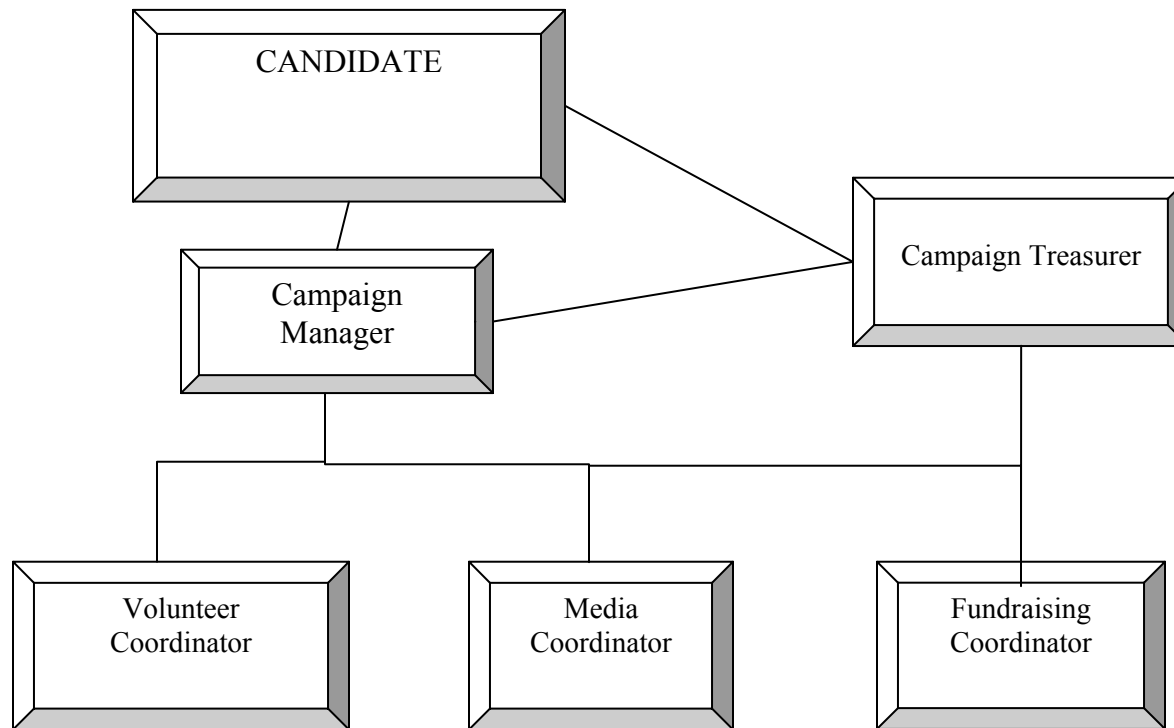 CANDIDATE
Campaign Treasurer
Campaign
Manager
Volunteer
Coordinator
Media
Coordinator
Fundraising
Coordinator